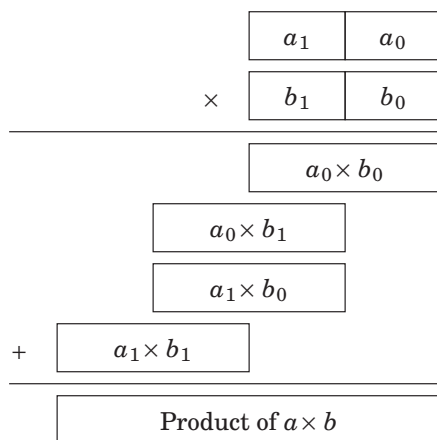 a₁ a₀
× b₁ b₀
a₀ × b₀
a₀ × b₁
a₁ × b₀
+ a₁ × b₁
Product of a × b